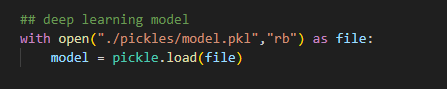 ## deep learning model
with open("./pickles/model.pkl","rb") as file:
    model = pickle.load(file)